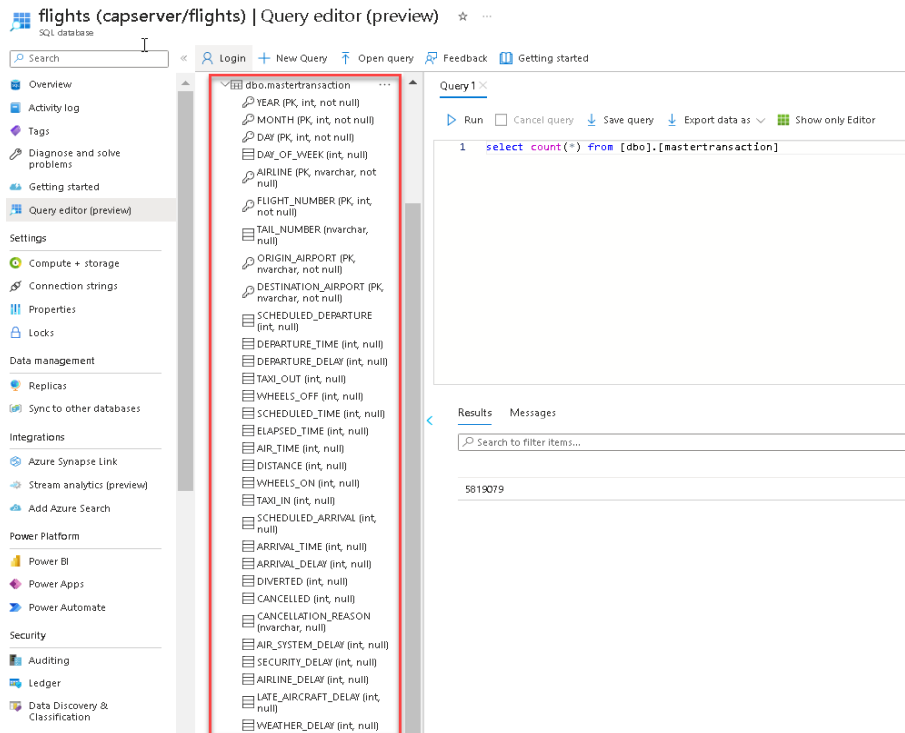 flights (capserver/flights) | Query editor (preview) ☆ ...
SQL database
Search
«
Login
New Query
Open query
Feedback
Getting started
Overview
Activity log
Tags
Diagnose and solve
problems
Getting started
Query editor (preview)
Settings
Compute + storage
Connection strings
Properties
Locks
Data management
Replicas
Sync to other databases
Integrations
Azure Synapse Link
Stream analytics (preview)
Add Azure Search
Power Platform
Power BI
Power Apps
Power Automate
Security
Auditing
Ledger
Data Discovery &
Classification
dbo.mastertransaction ...
YEAR (PK, int, not null)
MONTH (PK, int, not null)
DAY (PK, int, not null)
DAY_OF_WEEK (int, null)
AIRLINE (PK, nvarchar, not
null)
FLIGHT_NUMBER (PK, int,
not null)
TAIL_NUMBER (nvarchar,
null)
ORIGIN_AIRPORT (PK,
nvarchar, not null)
DESTINATION_AIRPORT (PK,
nvarchar, not null)
SCHEDULED_DEPARTURE
(int, null)
DEPARTURE_TIME (int, null)
DEPARTURE_DELAY (int, null)
TAXI_OUT (int, null)
WHEELS_OFF (int, null)
SCHEDULED_TIME (int, null)
ELAPSED_TIME (int, null)
AIR_TIME (int, null)
DISTANCE (int, null)
WHEELS_ON (int, null)
TAXI_IN (int, null)
SCHEDULED_ARRIVAL (int,
null)
ARRIVAL_TIME (int, null)
ARRIVAL_DELAY (int, null)
DIVERTED (int, null)
CANCELLED (int, null)
CANCELLATION_REASON
(nvarchar, null)
AIR_SYSTEM_DELAY (int, null)
SECURITY_DELAY (int, null)
AIRLINE_DELAY (int, null)
LATE_AIRCRAFT_DELAY (int,
null)
WEATHER_DELAY (int, null)
Query 1 ×
Run
Cancel query
Save query
Export data as
Show only Editor
1 select count(*) from [dbo].[mastertransaction]
Results
Messages
Search to filter items...
5819079